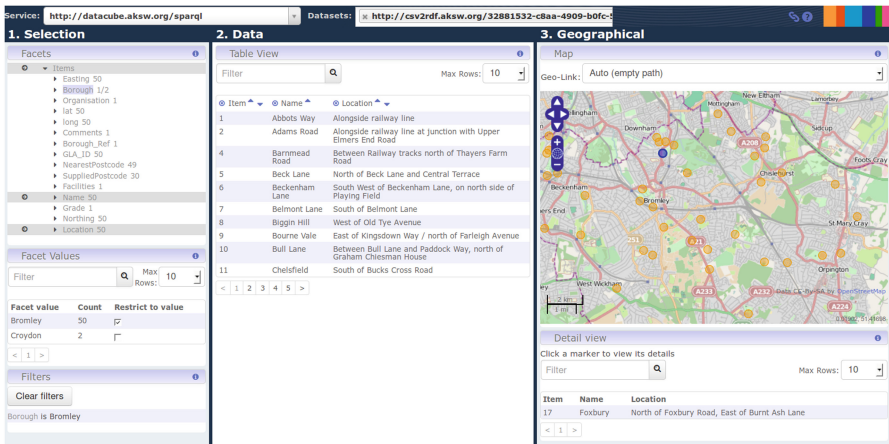 Service: http://datacube.aksw.org/sparql
Datasets: × http://csv2rdf.aksw.org/32881532-c8aa-4909-b0fc-5
1. Selection
Facets
Items
Easting 50
Borough 1/2
Organisation 1
lat 50
long 50
Comments 1
Borough_Ref 1
GLA_ID 50
NearestPostcode 49
SuppliedPostcode 30
Facilities 1
Name 50
Grade 1
Northing 50
Location 50
Facet Values
Filter
Max Rows: 10
Facet value Count Restrict to value
Bromley 50
Croydon 2
< 1 >
Filters
Clear filters
Borough is Bromley
2. Data
Table View
Filter
Max Rows: 10
Item Name Location
1 Abbots Way Alongside railway line
2 Adams Road Alongside railway line at junction with Upper
Elmers End Road
4 Barnmead Road Between Railway tracks north of Thayers Farm
Road
5 Beck Lane North of Beck Lane and Central Terrace
6 Beckenham Lane South West of Beckenham Lane, on north side of
Playing Field
7 Belmont Lane South of Belmont Lane
8 Biggin Hill West of Old Tye Avenue
9 Bourne Vale East of Kingsdown Way / north of Farleigh Avenue
10 Bull Lane Between Bull Lane and Paddock Way, north of
Graham Chiesman House
11 Chelsfield South of Bucks Cross Road
< 1 2 3 4 5 >
3. Geographical
Map
Geo-Link: Auto (empty path)
New Eltham
Mottingham
Lamorbey
Downham
Sidcup
A208
Foots Cray
Chislehurst
Beckenham
Bromley
St Mary Cray
A21
Orpington
West Wickham
A233
A232
Data CC-By-SA by OpenStreetMap
A224
2 km
1 mi
Detail view
Click a marker to view its details
Filter
Max Rows: 10
Item Name Location
17 Foxbury North of Foxbury Road, East of Burnt Ash Lane
< 1 >